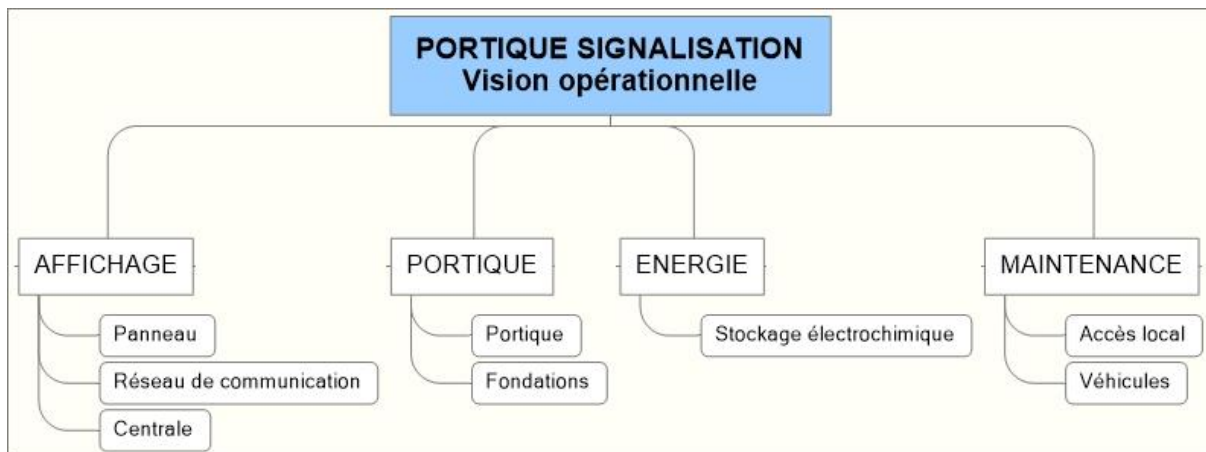 PORTIQUE SIGNALISATION
Vision opérationnelle
AFFICHAGE
Panneau
Réseau de communication
Centrale
PORTIQUE
Portique
Fondations
ENERGIE
Stockage électrochimique
MAINTENANCE
Accès local
Véhicules